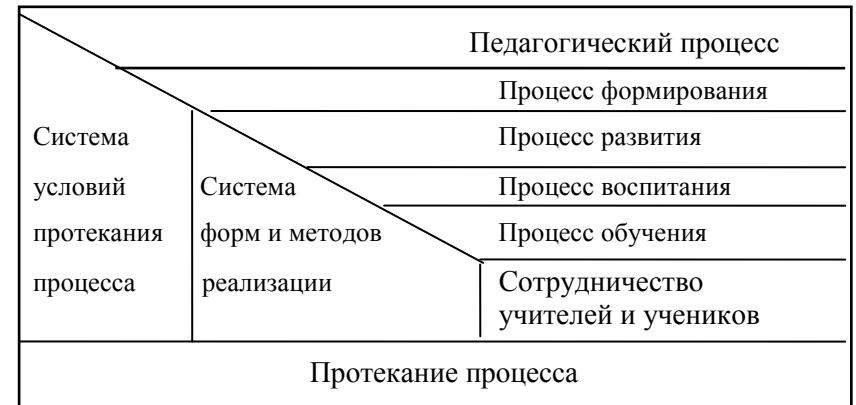 Педагогический процесс
Процесс формирования
Процесс развития
Процесс воспитания
Процесс обучения
Сотрудничество
учителей и учеников
Система
условий
протекания
процесса
Система
форм и методов
реализации
Протекание процесса